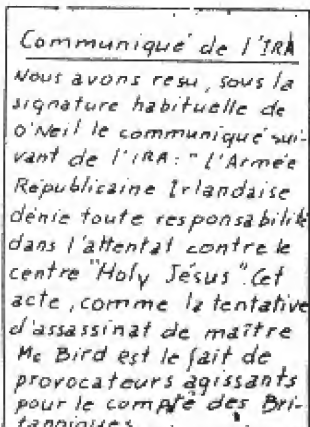 Communiqué de l'IRA
Nous avons resu, sous la
signature habituelle de
O'Neil le communiqué sui-
vant de l'IRA: "l'Armée
Républicaine Irlandaise
dénie toute responsabilité
dans l'attentat contre le
centre "Holy Jésus". Cet
acte, comme la tentative
d'assassinat de maître
Mc Bird est le fait de
provocateurs agissants
pour le compte des Bri-
tanniques